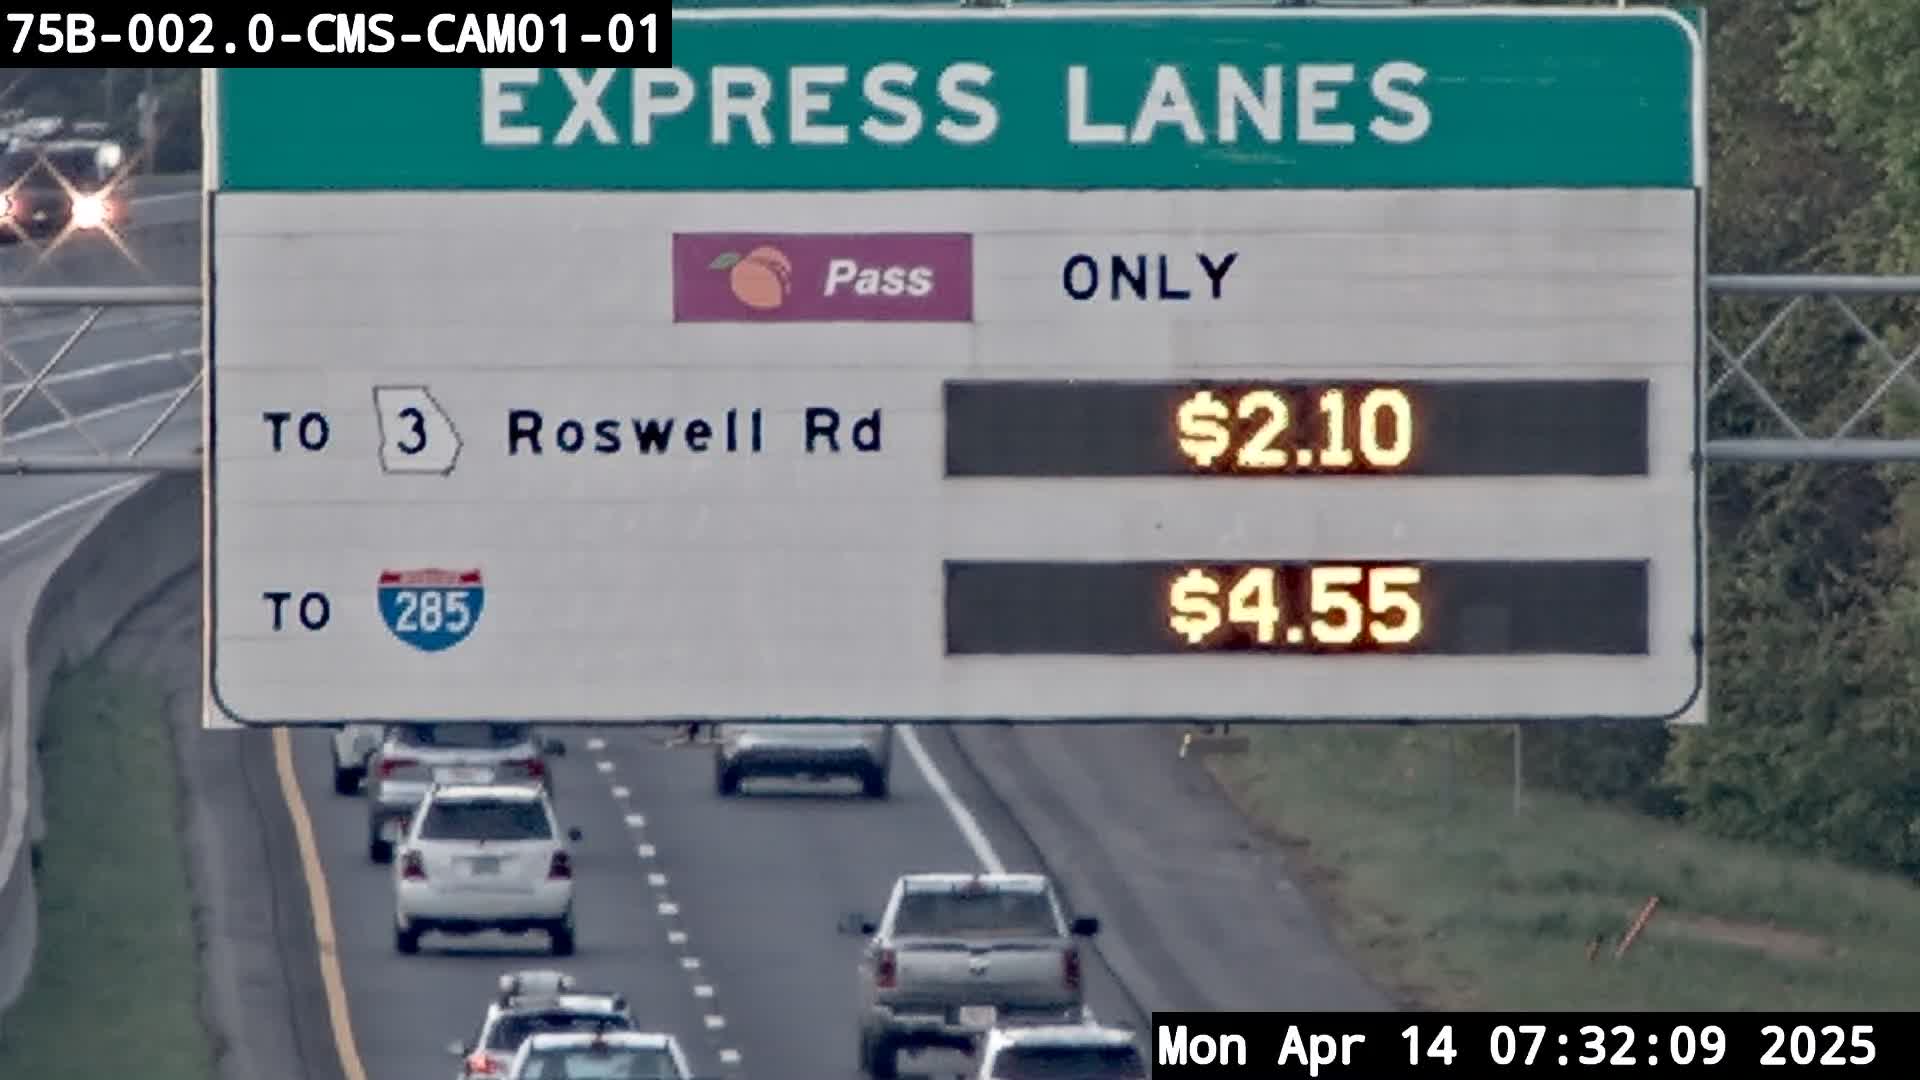 75B-002.0-CMS-CAM01-01
EXPRESS LANES
Pass ONLY
TO 3 Roswell Rd $2.10
TO 285 $4.55
Mon Apr 14 07:32:09 2025